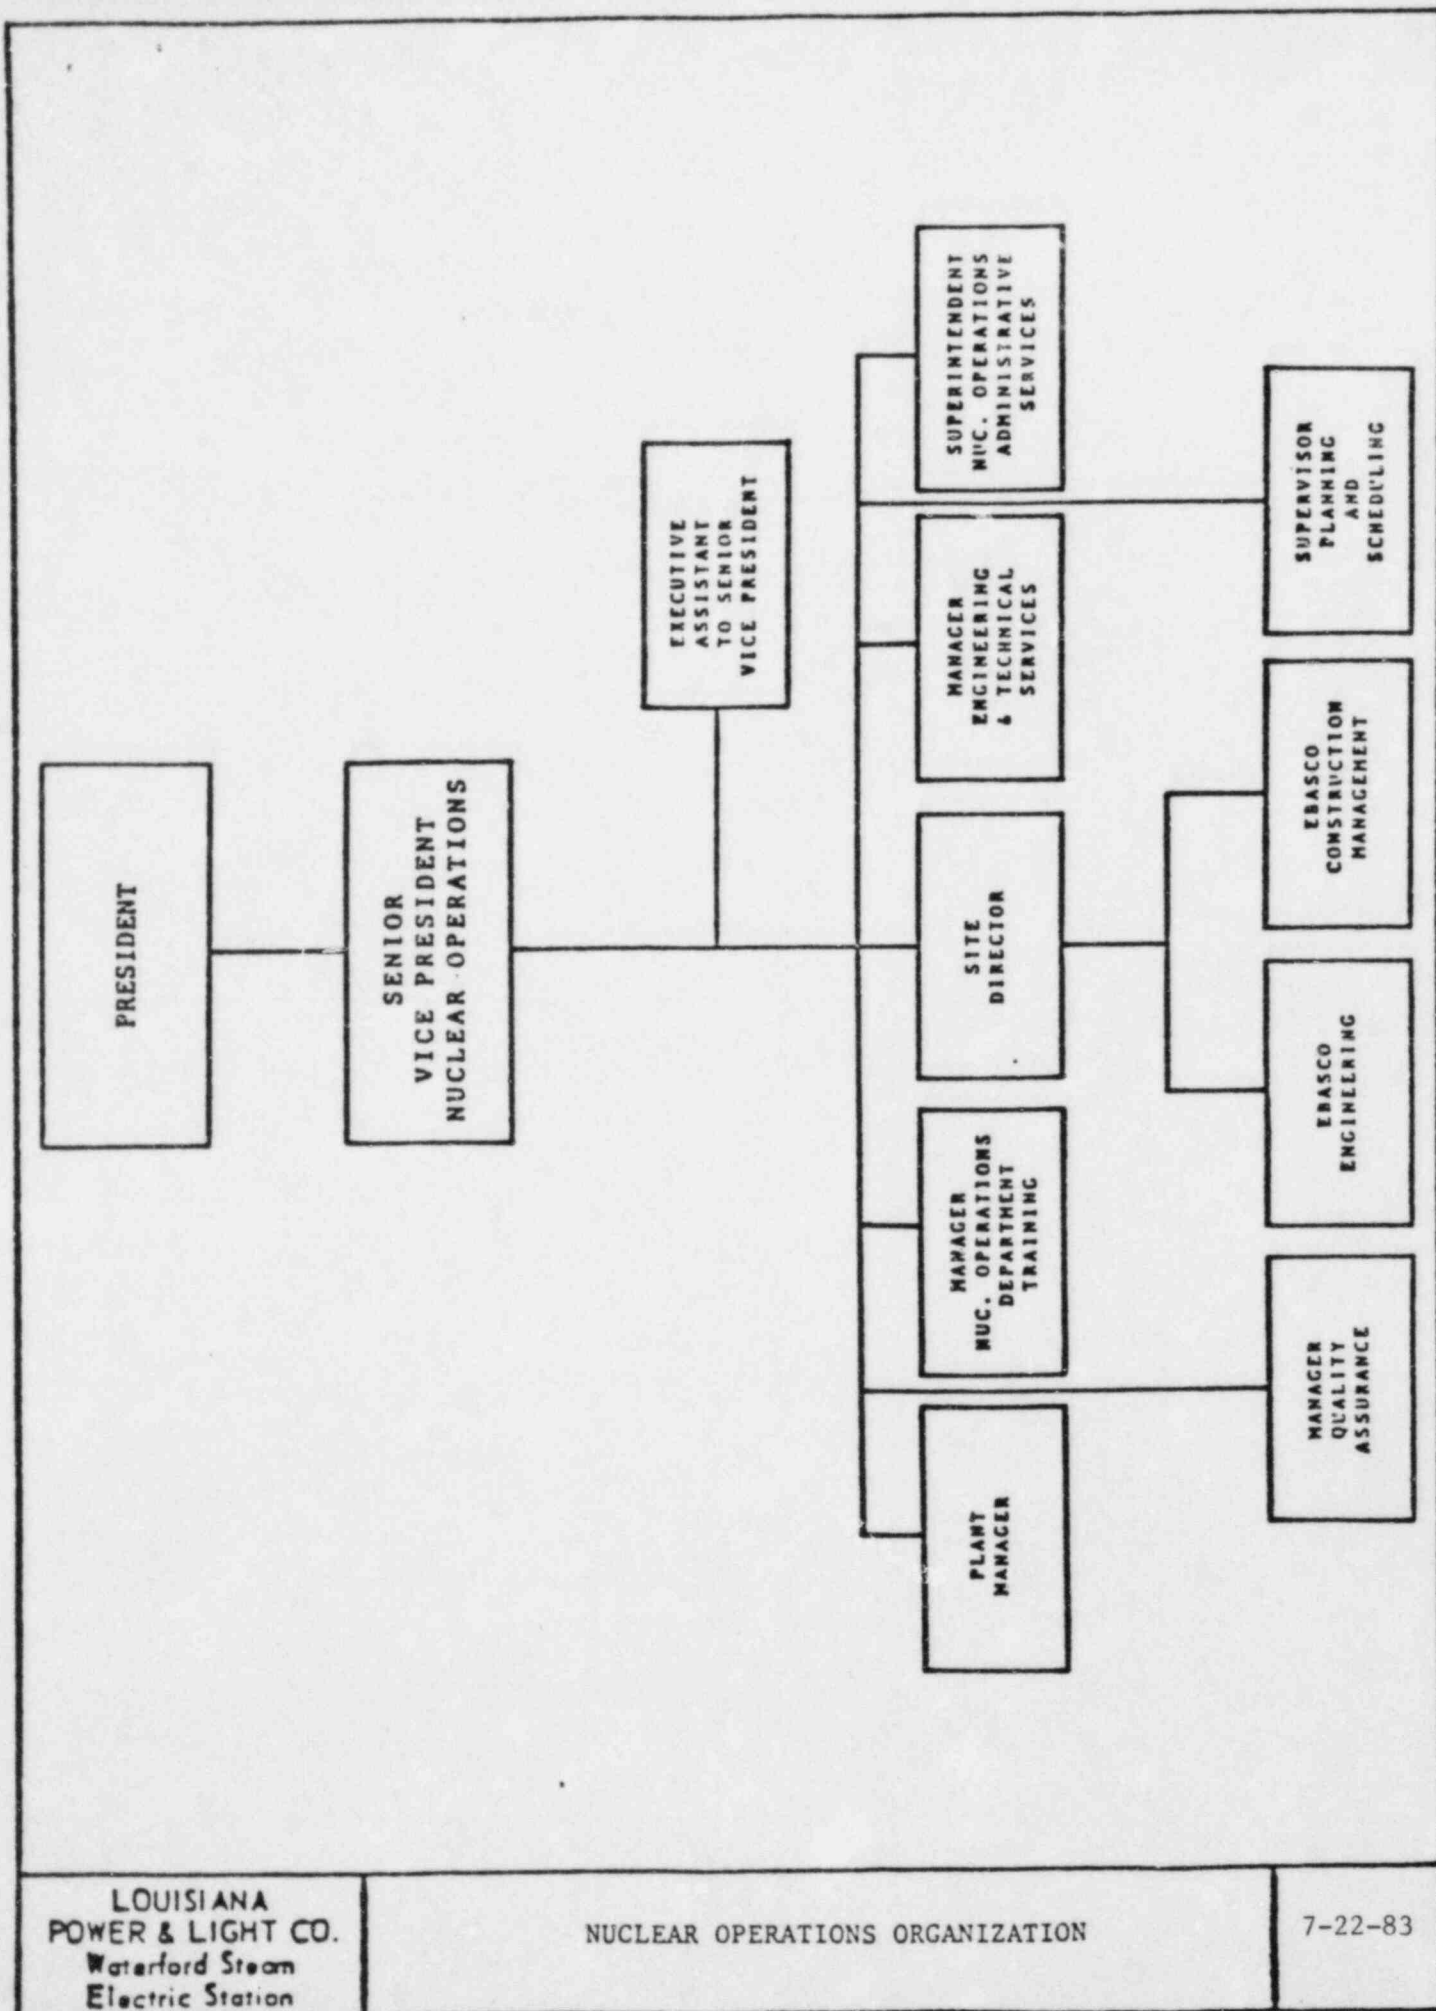 PRESIDENT
SENIOR
VICE PRESIDENT
NUCLEAR OPERATIONS
EXECUTIVE
ASSISTANT
TO SENIOR
VICE PRESIDENT
PLANT
MANAGER
MANAGER
NUC. OPERATIONS
DEPARTMENT
TRAINING
SITE
DIRECTOR
MANAGER
ENGINEERING
& TECHNICAL
SERVICES
SUPERINTENDENT
NUC. OPERATIONS
ADMINISTRATIVE
SERVICES
MANAGER
QUALITY
ASSURANCE
EBASCO
ENGINEERING
EBASCO
CONSTRUCTION
MANAGEMENT
SUPERVISOR
PLANNING
AND
SCHEDULING
LOUISIANA
POWER & LIGHT CO.
Waterford Steam
Electric Station
NUCLEAR OPERATIONS ORGANIZATION
7-22-83